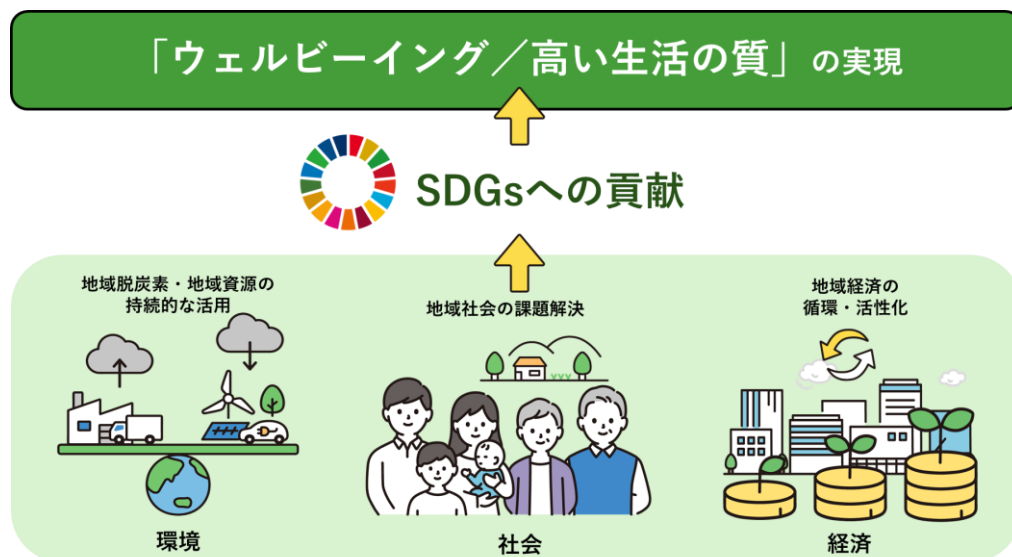 「ウェルビーイング／高い生活の質」の実現
SDGsへの貢献
地域脱炭素・地域資源の
持続的な活用
環境
地域社会の課題解決
社会
地域経済の
循環・活性化
経済